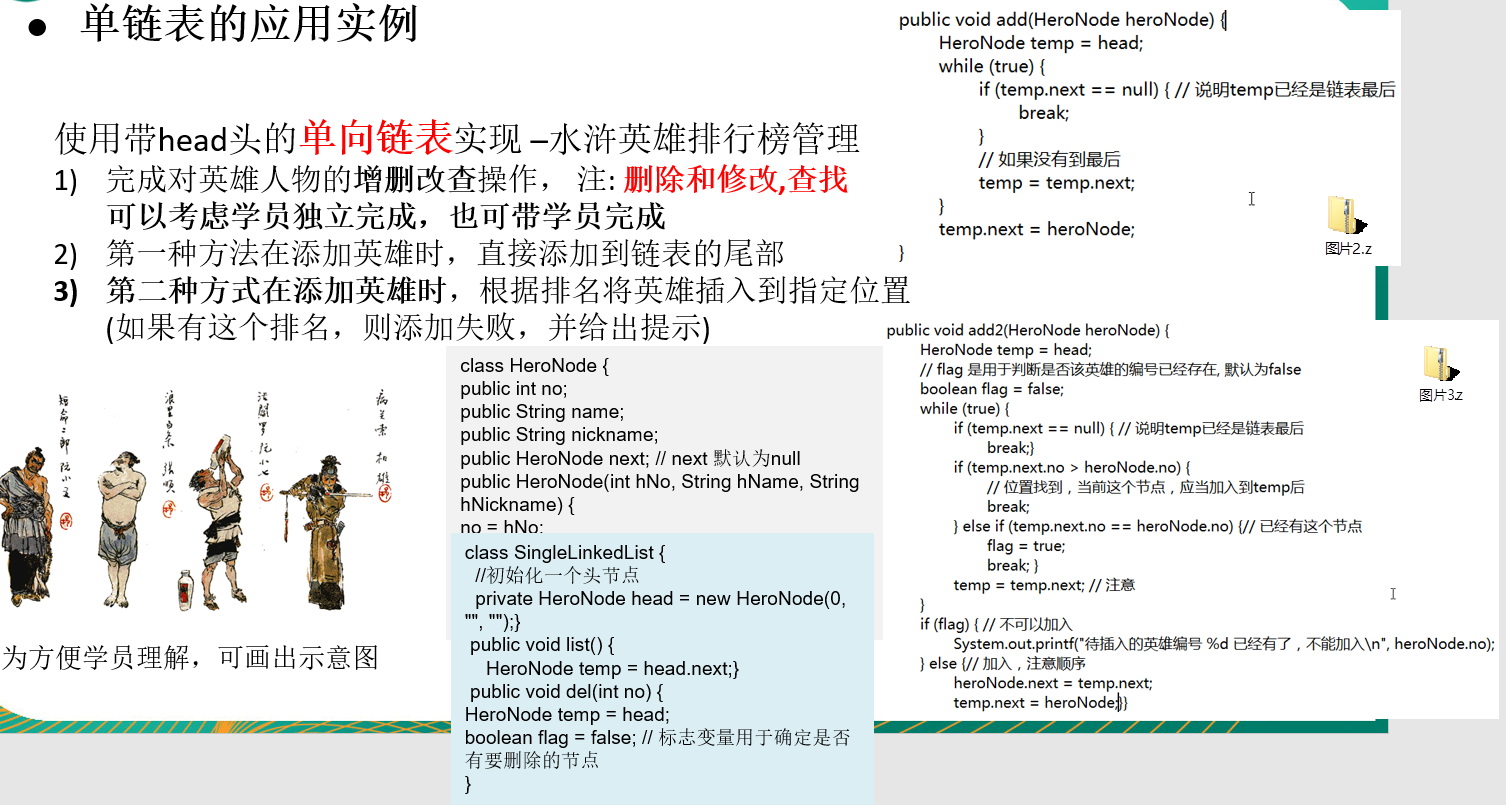 ● 单链表的应用实例
使用带head头的单向链表实现 –水浒英雄排行榜管理
1) 完成对英雄人物的增删改查操作， 注: 删除和修改,查找
可以考虑学员独立完成，也可带学员完成
2) 第一种方法在添加英雄时，直接添加到链表的尾部
3) 第二种方式在添加英雄时，根据排名将英雄插入到指定位置
(如果有这个排名，则添加失败，并给出提示)
短命二郎 阮小五
浪里白条 张顺
活阎罗 阮小七
病关索 杨雄
为方便学员理解，可画出示意图
class HeroNode {
public int no;
public String name;
public String nickname;
public HeroNode next; // next 默认为null
public HeroNode(int hNo, String hName, String
hNickname) {
no = hNo;
class SingleLinkedList {
//初始化一个头节点
private HeroNode head = new HeroNode(0,
"", "");}
public void list() {
HeroNode temp = head.next;}
public void del(int no) {
HeroNode temp = head;
boolean flag = false; // 标志变量用于确定是否
有要删除的节点
}
public void add(HeroNode heroNode) {
HeroNode temp = head;
while (true) {
if (temp.next == null) { // 说明temp已经是链表最后
break;
}
// 如果没有到最后
temp = temp.next;
}
temp.next = heroNode;
}
图片2.z
public void add2(HeroNode heroNode) {
HeroNode temp = head;
// flag 是用于判断是否该英雄的编号已经存在, 默认为false
boolean flag = false;
while (true) {
if (temp.next == null) { // 说明temp已经是链表最后
break;}
if (temp.next.no > heroNode.no) {
// 位置找到，当前这个节点，应当加入到temp后
break;
} else if (temp.next.no == heroNode.no) {// 已经有这个节点
flag = true;
break; }
temp = temp.next; // 注意
}
if (flag) { // 不可以加入
System.out.printf("待插入的英雄编号 %d 已经有了，不能加入\n", heroNode.no);
} else {// 加入，注意顺序
heroNode.next = temp.next;
temp.next = heroNode;}}
图片3.z